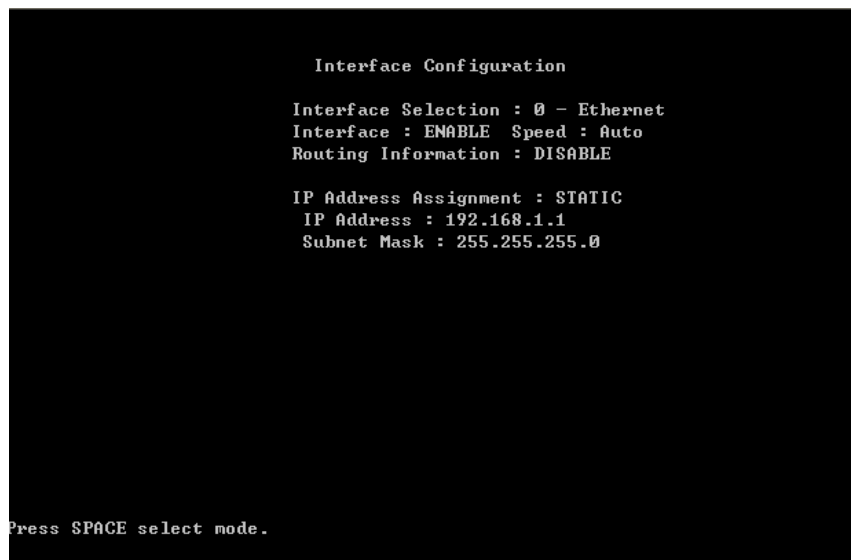 Interface Configuration
Interface Selection : 0 - Ethernet
Interface : ENABLE Speed : Auto
Routing Information : DISABLE
IP Address Assignment : STATIC
IP Address : 192.168.1.1
Subnet Mask : 255.255.255.0
Press SPACE select mode.